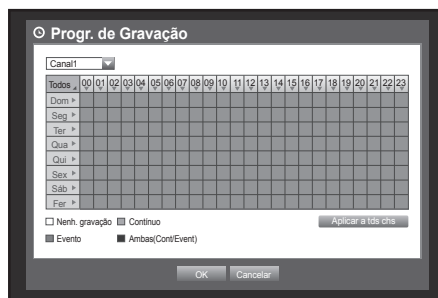 Progr. de Gravação
Canal1
Todos 00 01 02 03 04 05 06 07 08 09 10 11 12 13 14 15 16 17 18 19 20 21 22 23
Dom
Seg
Ter
Qua
Qui
Sex
Sáb
Fer
Nenh. gravação Contínuo Aplicar a tds chs
Evento Ambas(Cont/Event)
OK Cancelar